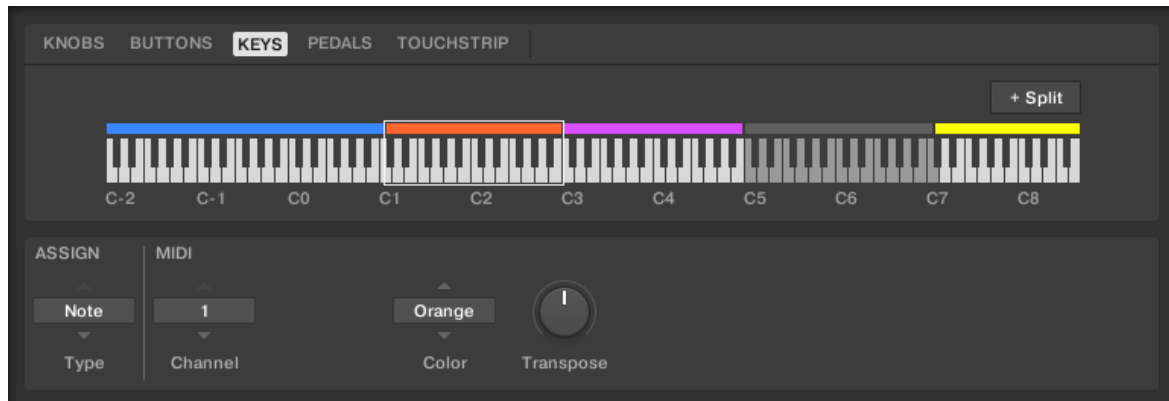 KNOBS BUTTONS KEYS PEDALS TOUCHSTRIP
+ Split
C-2 C-1 C0 C1 C2 C3 C4 C5 C6 C7 C8
ASSIGN MIDI
Note 1 Orange
Type Channel Color Transpose